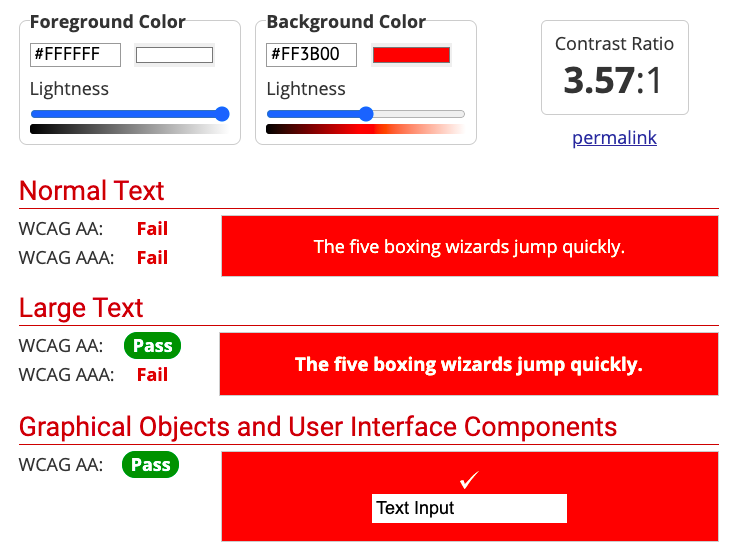 Foreground Color
#FFFFFF
Lightness
Background Color
#FF3B00
Lightness
Contrast Ratio
3.57:1
permalink
Normal Text
WCAG AA: Fail
WCAG AAA: Fail
The five boxing wizards jump quickly.
Large Text
WCAG AA: Pass
WCAG AAA: Fail
The five boxing wizards jump quickly.
Graphical Objects and User Interface Components
WCAG AA: Pass
✓
Text Input